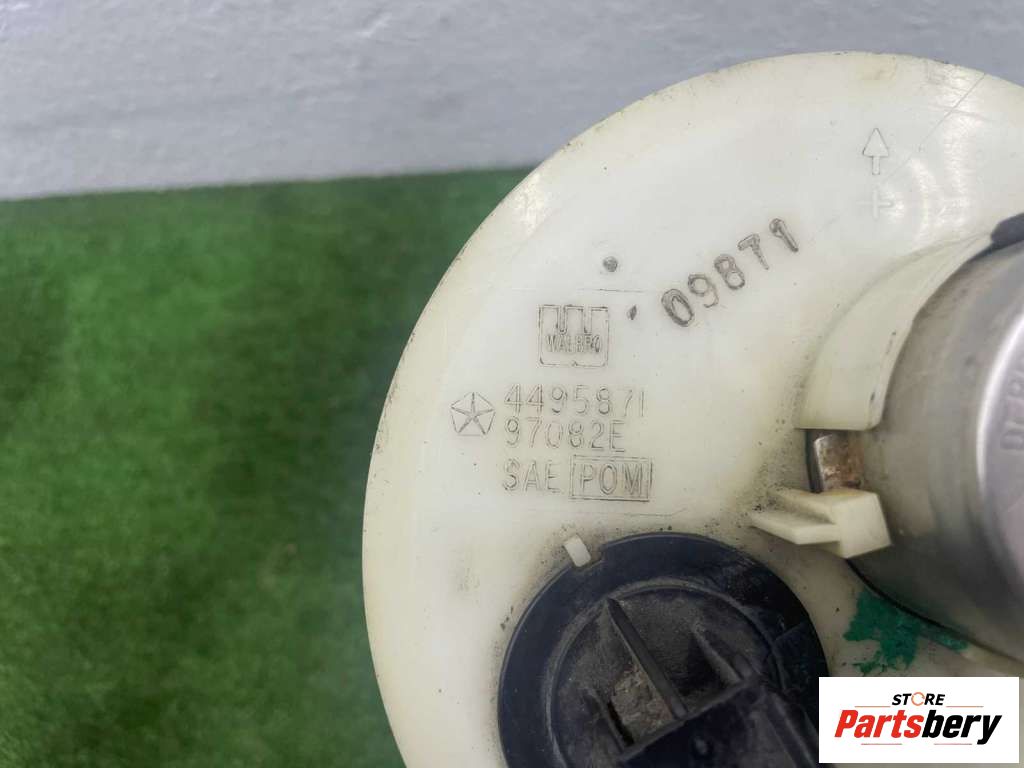 09871
WALBRO
4495871
97082E
SAE POM
STORE
Partsbery